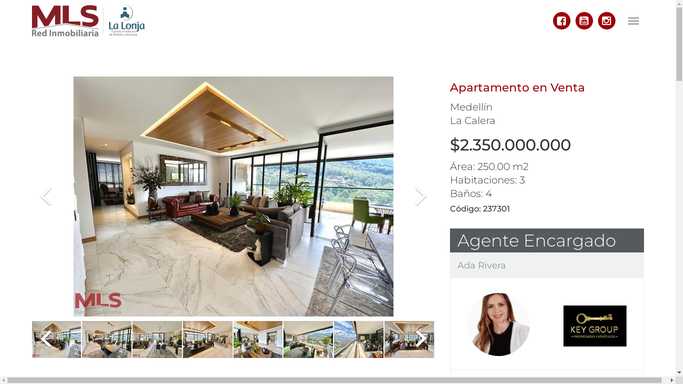 MLS
Red Inmobiliaria
La Lonja
Apartamento en Venta
Medellín
La Calera
$2.350.000.000
Área: 250.00 m2
Habitaciones: 3
Baños: 4
Código: 237301
Agente Encargado
Ada Rivera
MLS
KEY GROUP